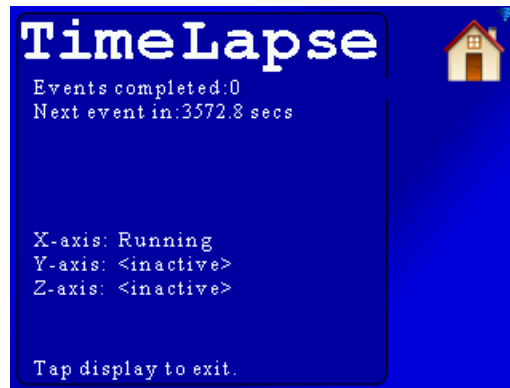 TimeLapse
Events completed:0
Next event in:3572.8 secs
X-axis: Running
Y-axis: <inactive>
Z-axis: <inactive>
Tap display to exit.